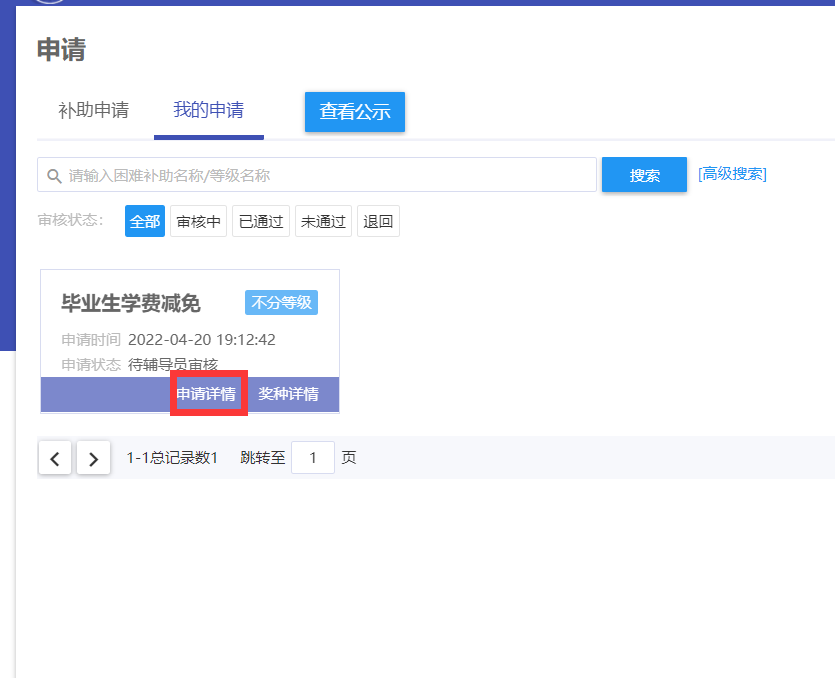 申请
补助申请 我的申请 查看公示
请输入困难补助名称/等级名称 搜索 [高级搜索]
审核状态: 全部 审核中 已通过 未通过 退回
毕业生学费减免 不分等级
申请时间 2022-04-20 19:12:42
申请状态 待辅导员审核
申请详情 奖种详情
1-1总记录数1 跳转至 1 页